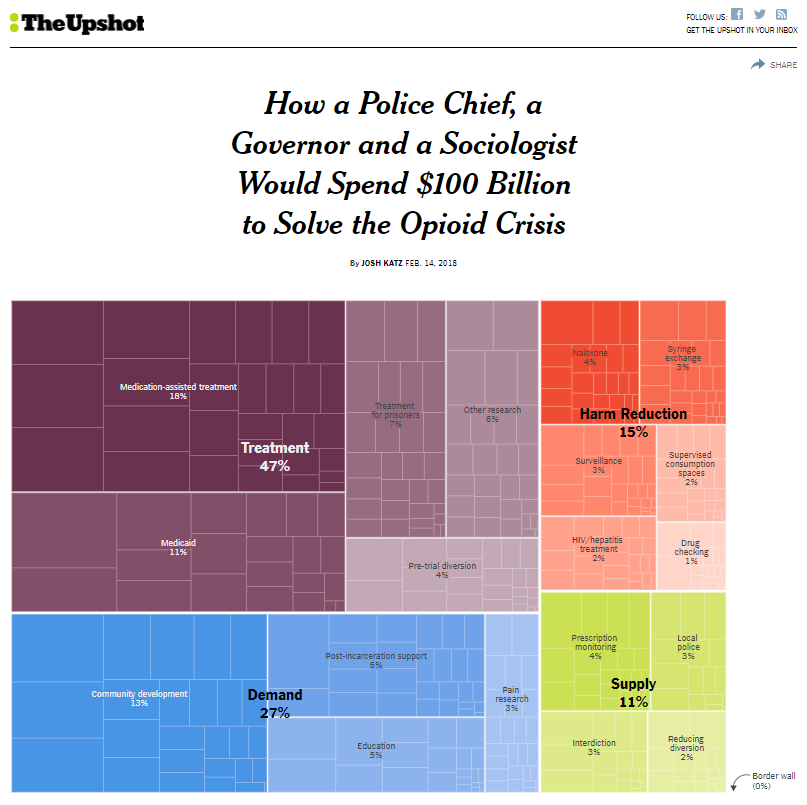 TheUpshot
FOLLOW US:
GET THE UPSHOT IN YOUR INBOX
SHARE
How a Police Chief, a
Governor and a Sociologist
Would Spend $100 Billion
to Solve the Opioid Crisis
By JOSH KATZ FEB. 14, 2018
Medication-assisted treatment
18%
Treatment
47%
Medicaid
11%
Treatment
for prisoners
7%
Other research
6%
Pre-trial diversion
4%
Naloxone
4%
Syringe
exchange
3%
Harm Reduction
15%
Surveillance
3%
Supervised
consumption
spaces
2%
HIV/hepatitis
treatment
2%
Drug
checking
1%
Community development
13%
Demand
27%
Post-incarceration support
6%
Education
5%
Pain
research
3%
Prescription
monitoring
4%
Local
police
3%
Supply
11%
Interdiction
3%
Reducing
diversion
2%
Border wall
(0%)